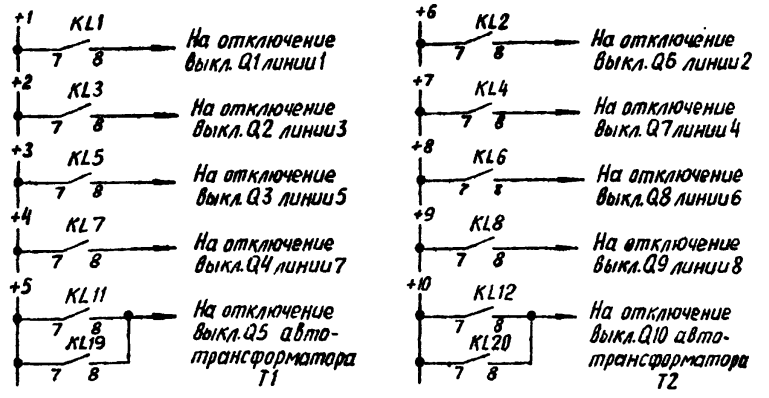 +1
KL1
7 8
На отключение
выкл. Q1 линии 1
+2
KL3
7 8
На отключение
выкл. Q2 линии 3
+3
KL5
7 8
На отключение
выкл. Q3 линии 5
+4
KL7
7 8
На отключение
выкл. Q4 линии 7
+5
KL11
7 8
KL19
7 8
На отключение
выкл. Q5 авто-
трансформатора
T1
+6
KL2
7 8
На отключение
выкл. Q6 линии 2
+7
KL4
7 8
На отключение
выкл. Q7 линии 4
+8
KL6
7 8
На отключение
выкл. Q8 линии 6
+9
KL8
7 8
На отключение
выкл. Q9 линии 8
+10
KL12
7 8
KL20
7 8
На отключение
выкл. Q10 авто-
трансформатора
T2